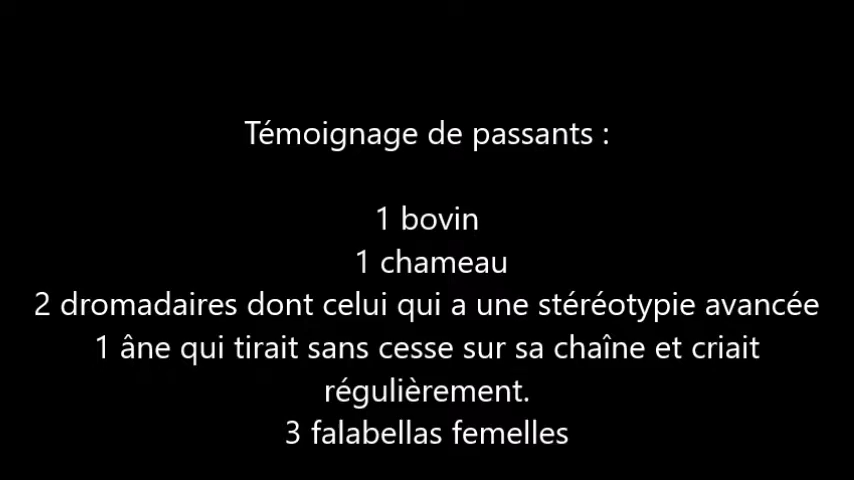 Témoignage de passants :
1 bovin
1 chameau
2 dromadaires dont celui qui a une stéréotypie avancée
1 âne qui tirait sans cesse sur sa chaîne et criait
régulièrement.
3 falabellas femelles